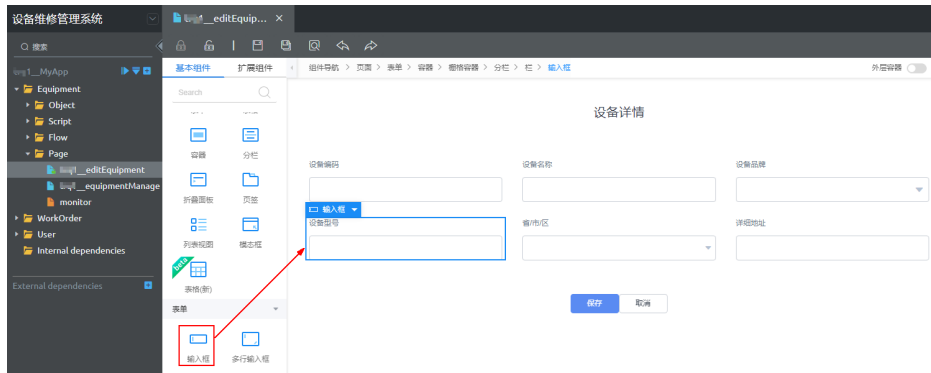 设备维修管理系统
__editEquip... ×
搜索
基本组件 扩展组件
组件导航 > 页面 > 表单 > 容器 > 栅格容器 > 分栏 > 栏 > 输入框
外层容器
1__MyApp
Equipment
Object
Script
Flow
Page
__editEquipment
__equipmentManage
monitor
WorkOrder
User
Internal dependencies
External dependencies
Search
容器 分栏
折叠面板 页签
列表视图 模态框
beta
表格(新)
表单
输入框 多行输入框
设备详情
设备编码 设备名称 设备品牌
输入框
设备型号 省/市/区 详细地址
保存 取消